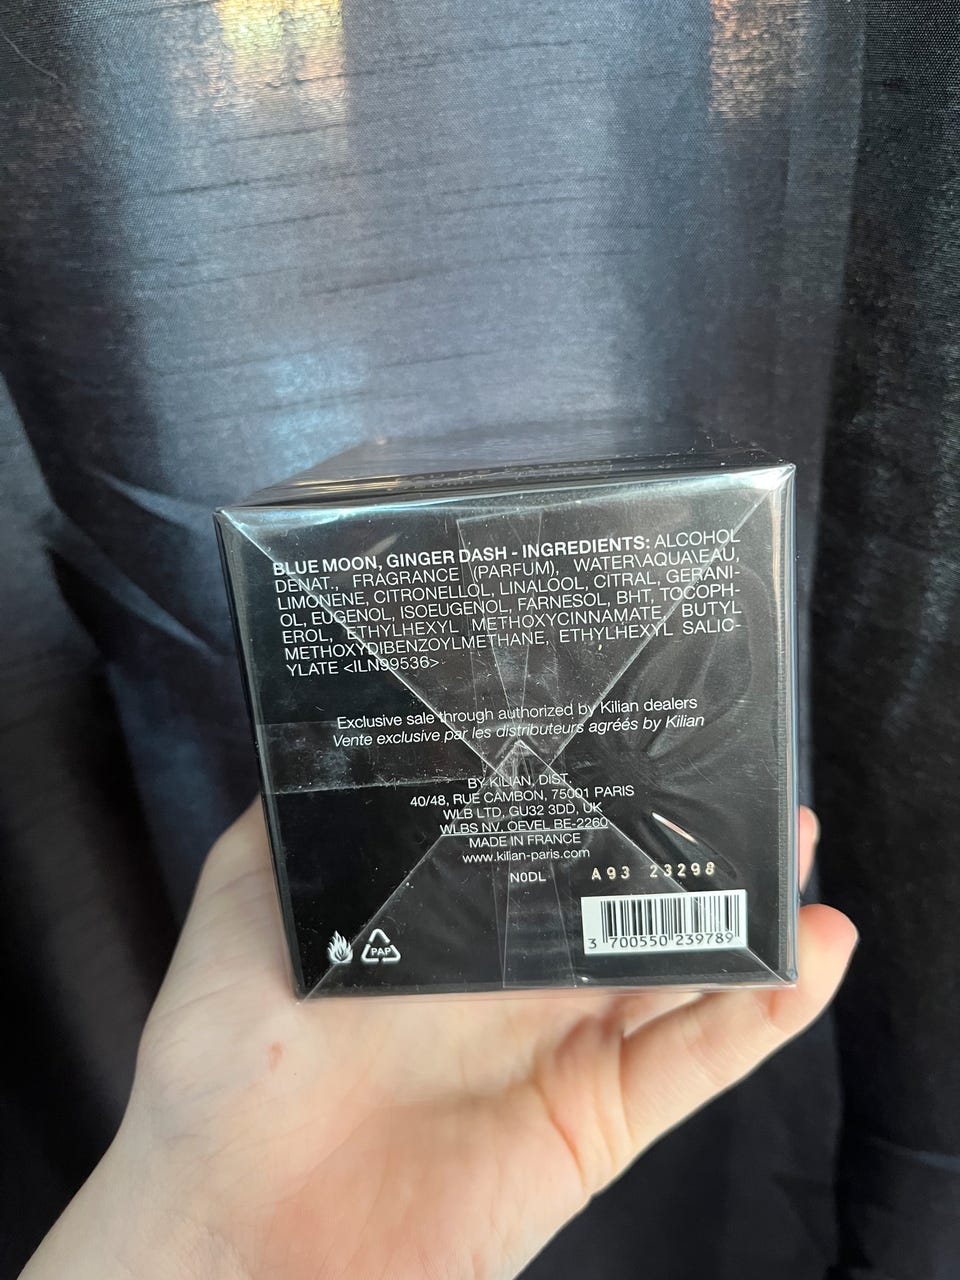 BLUE MOON, GINGER DASH - INGREDIENTS: ALCOHOL
DENAT., FRAGRANCE (PARFUM), WATER\AQUA\EAU,
LIMONENE, CITRONELLOL, LINALOOL, CITRAL, GERANI-
OL, EUGENOL, ISOEUGENOL, FARNESOL, BHT, TOCOPH-
EROL, ETHYLHEXYL METHOXYCINNAMATE, BUTYL
METHOXYDIBENZOYLMETHANE, ETHYLHEXYL SALIC-
YLATE <ILN99536>
Exclusive sale through authorized by Kilian dealers
Vente exclusive par les distributeurs agréés by Kilian
BY KILIAN, DIST.
40/48, RUE CAMBON, 75001 PARIS
WLB LTD, GU32 3DD, UK
WLBS NV, OEVEL BE-2260
MADE IN FRANCE
www.kilian-paris.com
N0DL
A93 23298
3 700550 239789
PAP